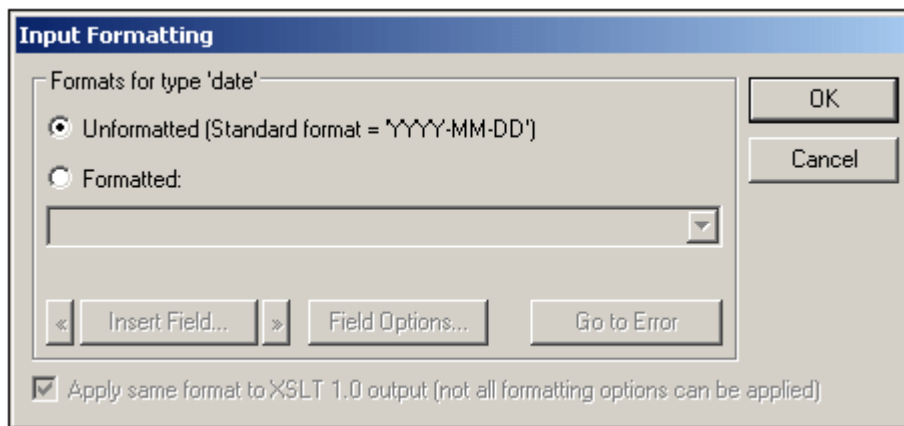 Input Formatting
Formats for type 'date'
Unformatted (Standard format = 'YYYY-MM-DD')
Formatted:
OK
Cancel
« Insert Field... » Field Options... Go to Error
Apply same format to XSLT 1.0 output (not all formatting options can be applied)